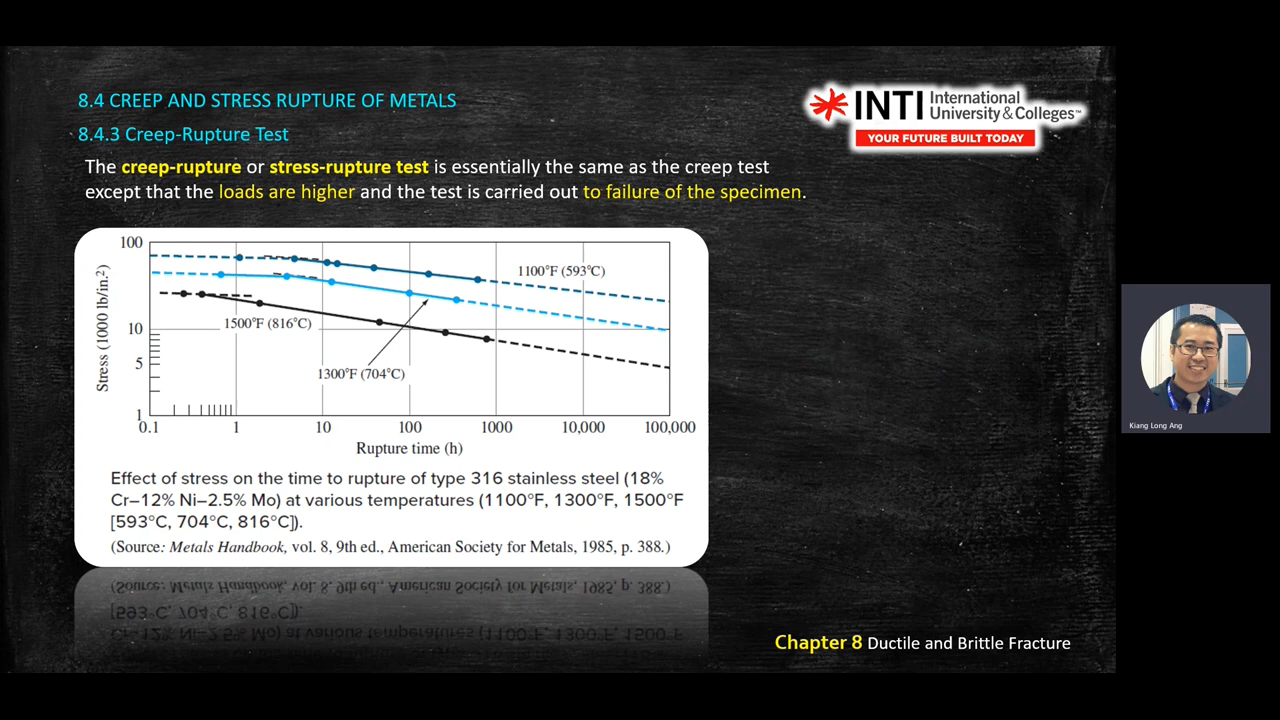 8.4 CREEP AND STRESS RUPTURE OF METALS
8.4.3 Creep-Rupture Test
INTI International
University & Colleges™
YOUR FUTURE BUILT TODAY
The creep-rupture or stress-rupture test is essentially the same as the creep test
except that the loads are higher and the test is carried out to failure of the specimen.
100
10
5
1
Stress (1000 lb/in.²)
1100°F (593°C)
1500°F (816°C)
1300°F (704°C)
0.1 1 10 100 1000 10,000 100,000
Rupture time (h)
Effect of stress on the time to rupture of type 316 stainless steel (18%
Cr–12% Ni–2.5% Mo) at various temperatures (1100°F, 1300°F, 1500°F
[593°C, 704°C, 816°C]).
(Source: Metals Handbook, vol. 8, 9th ed., American Society for Metals, 1985, p. 388.)
Chapter 8 Ductile and Brittle Fracture
Kiang Long Ang